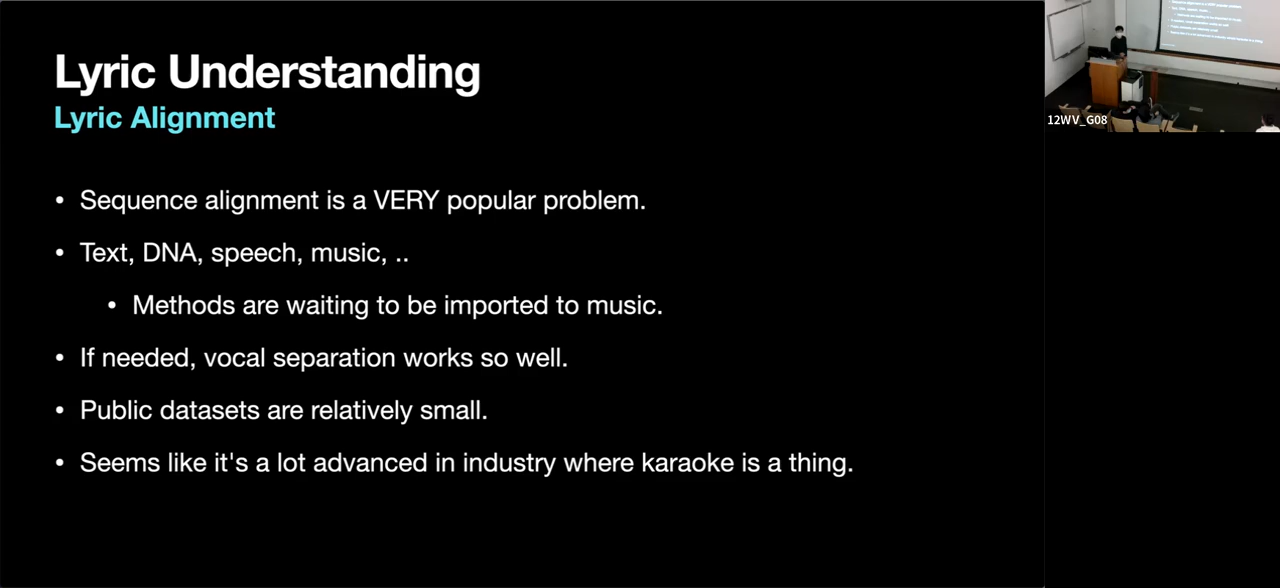 Lyric Understanding
Lyric Alignment
• Sequence alignment is a VERY popular problem.
• Text, DNA, speech, music, ..
• Methods are waiting to be imported to music.
• If needed, vocal separation works so well.
• Public datasets are relatively small.
• Seems like it's a lot advanced in industry where karaoke is a thing.
12WV_G08